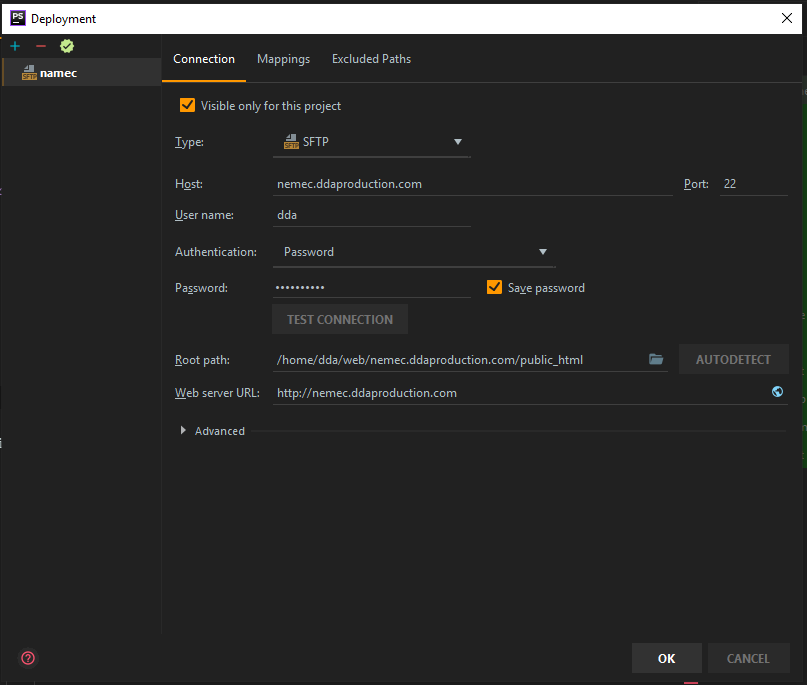 PS Deployment
namec
Connection Mappings Excluded Paths
Visible only for this project
Type: SFTP
Host: nemec.ddaproduction.com Port: 22
User name: dda
Authentication: Password
Password: •••••••••• Save password
TEST CONNECTION
Root path: /home/dda/web/nemec.ddaproduction.com/public_html AUTODETECT
Web server URL: http://nemec.ddaproduction.com
Advanced
? OK CANCEL